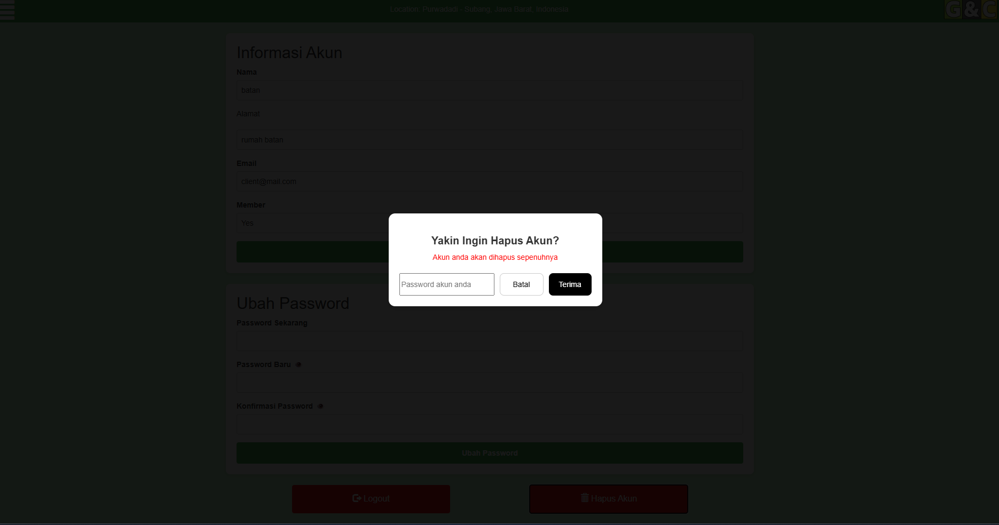 Location: Purwadadi - Subang, Jawa Barat, Indonesia
G&C
Informasi Akun
Nama
batan
Alamat
rumah batan
Email
client@mail.com
Member
Yes
Yakin Ingin Hapus Akun?
Akun anda akan dihapus sepenuhnya
Password akun anda
Batal
Terima
Ubah Password
Password Sekarang
Password Baru
Konfirmasi Password
Ubah Password
Logout
Hapus Akun